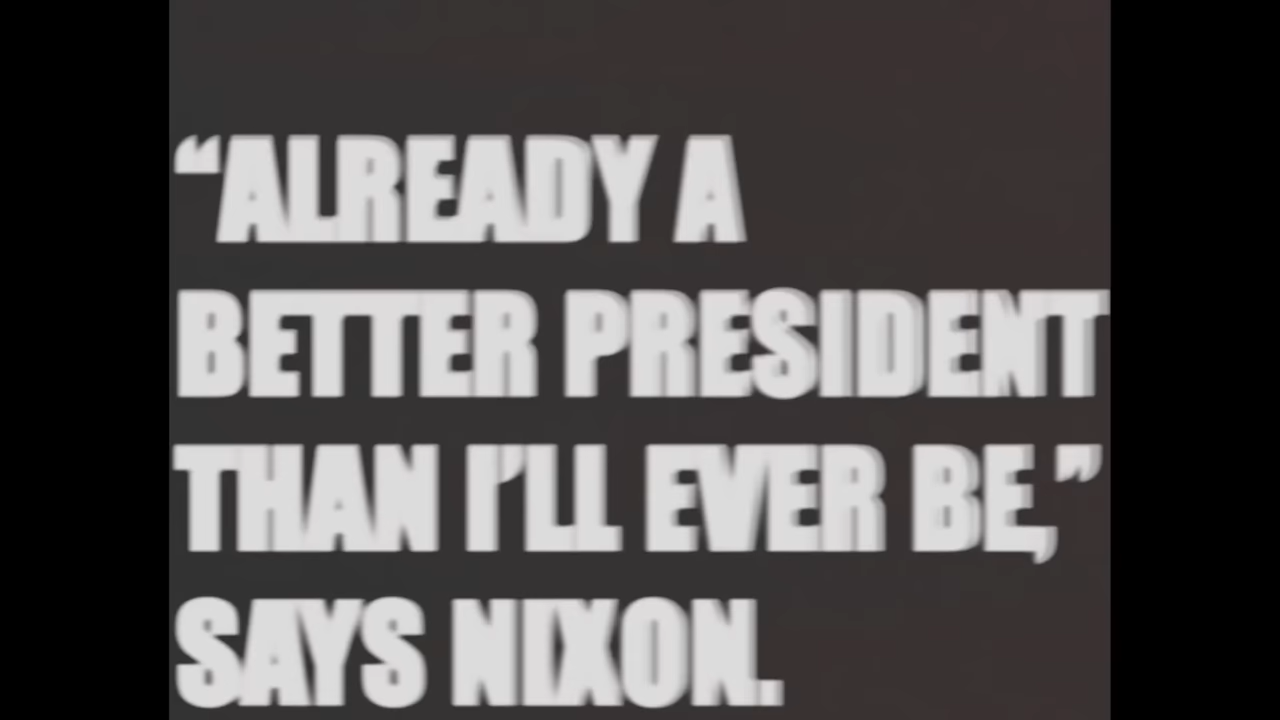 “ALREADY A
BETTER PRESIDENT
THAN I’LL EVER BE,”
SAYS NIXON.